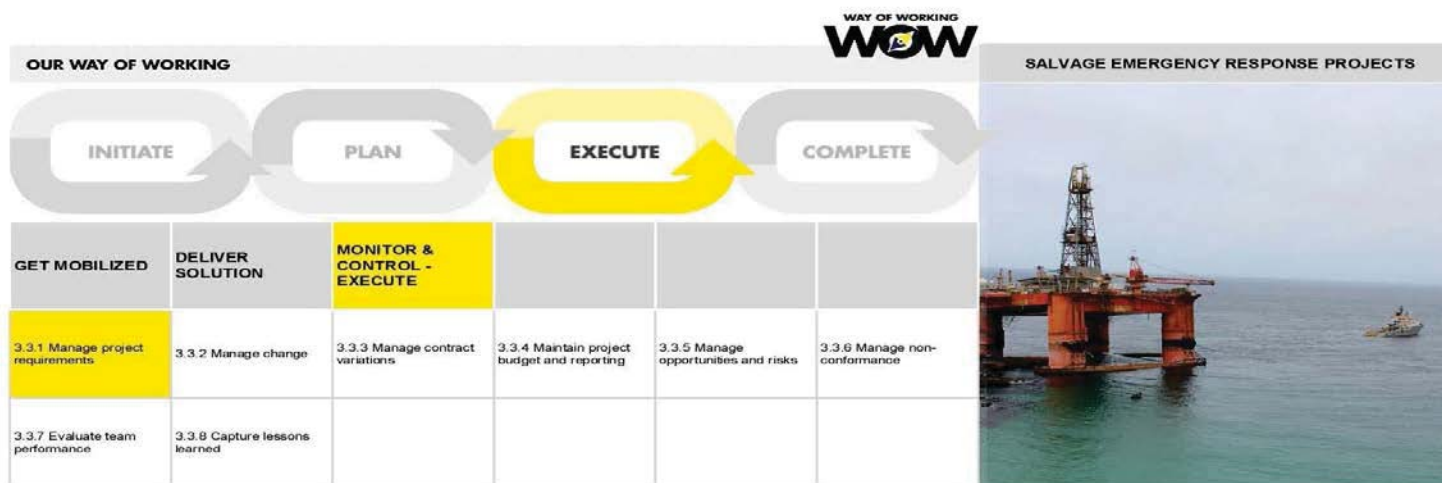 WAY OF WORKING
WOW
OUR WAY OF WORKING
SALVAGE EMERGENCY RESPONSE PROJECTS
INITIATE
PLAN
EXECUTE
COMPLETE
GET MOBILIZED
DELIVER
SOLUTION
MONITOR &
CONTROL -
EXECUTE
3.3.1 Manage project
requirements
3.3.2 Manage change
3.3.3 Manage contract
variations
3.3.4 Maintain project
budget and reporting
3.3.5 Manage
opportunities and risks
3.3.6 Manage non-
conformance
3.3.7 Evaluate team
performance
3.3.8 Capture lessons
learned